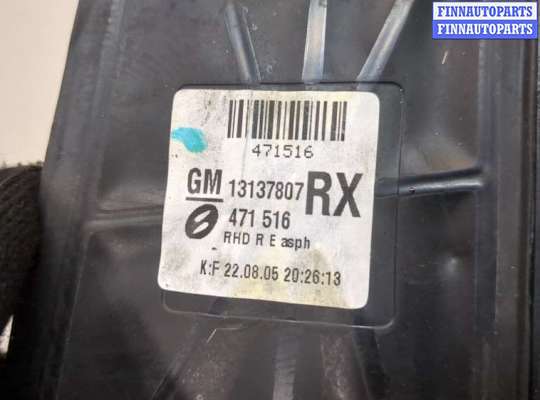 FINNAUTOPARTS
FINNAUTOPARTS
471516
GM 13137807 RX
471 516
RHD R E asph
K:F 22.08.05 20:26:13